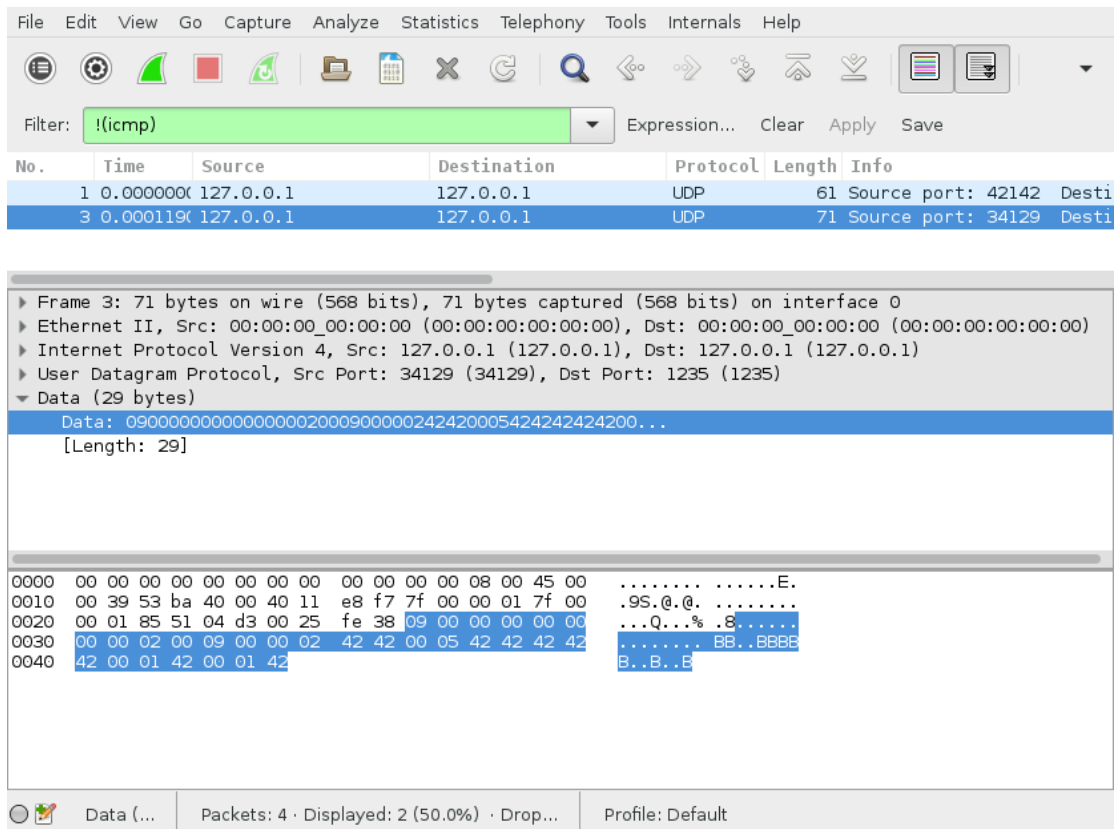 File Edit View Go Capture Analyze Statistics Telephony Tools Internals Help
Filter: !(icmp) Expression... Clear Apply Save
No. Time Source Destination Protocol Length Info
1 0.0000000( 127.0.0.1 127.0.0.1 UDP 61 Source port: 42142 Desti
3 0.0001190( 127.0.0.1 127.0.0.1 UDP 71 Source port: 34129 Desti
Frame 3: 71 bytes on wire (568 bits), 71 bytes captured (568 bits) on interface 0
Ethernet II, Src: 00:00:00_00:00:00 (00:00:00:00:00:00), Dst: 00:00:00_00:00:00 (00:00:00:00:00:00)
Internet Protocol Version 4, Src: 127.0.0.1 (127.0.0.1), Dst: 127.0.0.1 (127.0.0.1)
User Datagram Protocol, Src Port: 34129 (34129), Dst Port: 1235 (1235)
Data (29 bytes)
Data: 090000000000000002000900000242420005424242424200...
[Length: 29]
0000 00 00 00 00 00 00 00 00 00 00 00 00 08 00 45 00 ........ ......E.
0010 00 39 53 ba 40 00 40 11 e8 f7 7f 00 00 01 7f 00 .9S.@.@. ........
0020 00 01 85 51 04 d3 00 25 fe 38 09 00 00 00 00 00 ...Q...% .8......
0030 00 00 02 00 09 00 00 02 42 42 00 05 42 42 42 42 ........ BB..BBBB
0040 42 00 01 42 00 01 42 B..B..B
Data (... Packets: 4 · Displayed: 2 (50.0%) · Drop... Profile: Default